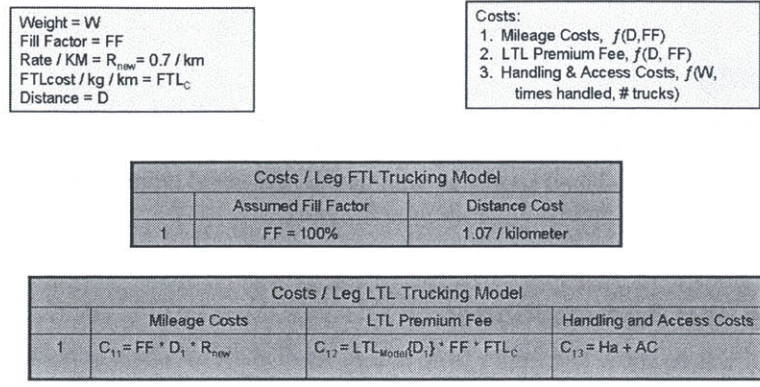 Weight = W
Fill Factor = FF
Rate / KM = R_new = 0.7 / km
FTLcost / kg / km = FTL_C
Distance = D
Costs:
1. Mileage Costs, ƒ(D,FF)
2. LTL Premium Fee, ƒ(D, FF)
3. Handling & Access Costs, ƒ(W,
times handled, # trucks)
Costs / Leg FTLTrucking Model
Assumed Fill Factor Distance Cost
1 FF = 100% 1.07 / kilometer
Costs / Leg LTL Trucking Model
Mileage Costs LTL Premium Fee Handling and Access Costs
1 C_11 = FF * D_1 * R_new C_12 = LTL_Model{D_1} * FF * FTL_C C_13 = Ha + AC